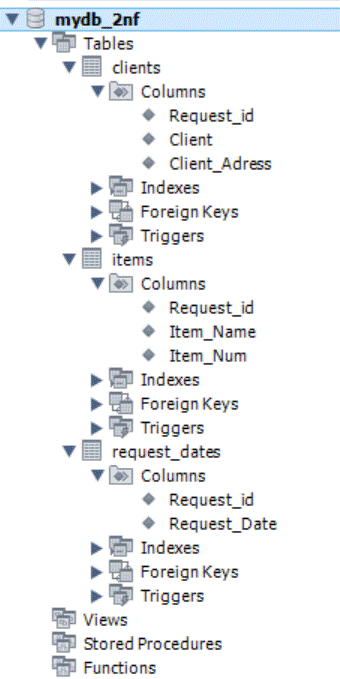 mydb_2nf
Tables
clients
Columns
Request_id
Client
Client_Adress
Indexes
Foreign Keys
Triggers
items
Columns
Request_id
Item_Name
Item_Num
Indexes
Foreign Keys
Triggers
request_dates
Columns
Request_id
Request_Date
Indexes
Foreign Keys
Triggers
Views
Stored Procedures
Functions